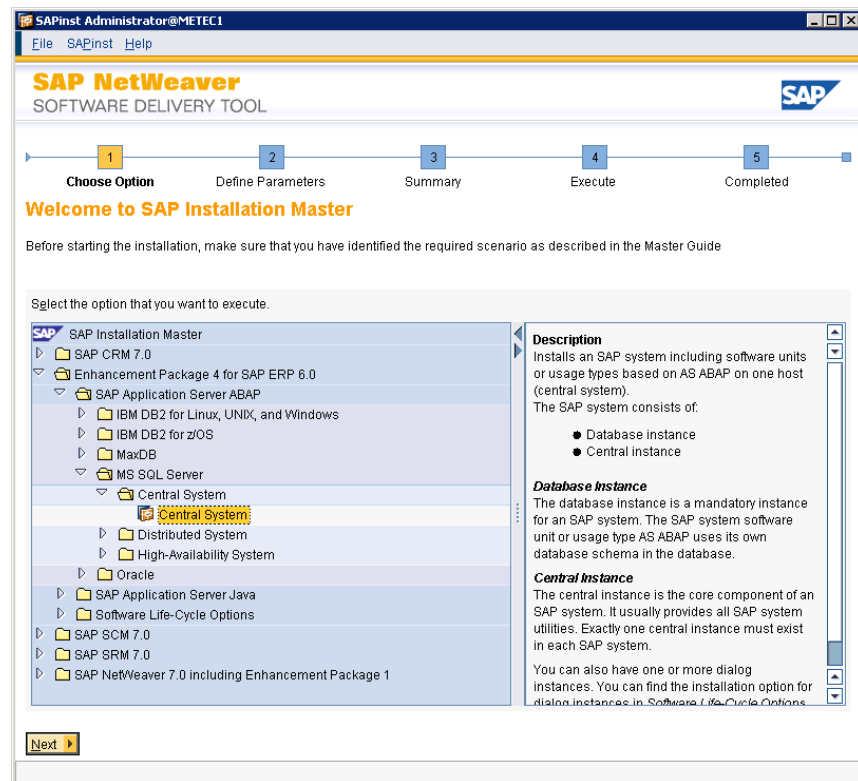 SAPinst Administrator@METEC1
File SAPinst Help
SAP NetWeaver
SOFTWARE DELIVERY TOOL
SAP
1 2 3 4 5
Choose Option Define Parameters Summary Execute Completed
Welcome to SAP Installation Master
Before starting the installation, make sure that you have identified the required scenario as described in the Master Guide
Select the option that you want to execute.
SAP SAP Installation Master
SAP CRM 7.0
Enhancement Package 4 for SAP ERP 6.0
SAP Application Server ABAP
IBM DB2 for Linux, UNIX, and Windows
IBM DB2 for z/OS
MaxDB
MS SQL Server
Central System
Central System
Distributed System
High-Availability System
Oracle
SAP Application Server Java
Software Life-Cycle Options
SAP SCM 7.0
SAP SRM 7.0
SAP NetWeaver 7.0 including Enhancement Package 1
Description
Installs an SAP system including software units
or usage types based on AS ABAP on one host
(central system).
The SAP system consists of:
● Database instance
● Central instance
Database Instance
The database instance is a mandatory instance
for an SAP system. The SAP system software
unit or usage type AS ABAP uses its own
database schema in the database.
Central Instance
The central instance is the core component of an
SAP system. It usually provides all SAP system
utilities. Exactly one central instance must exist
in each SAP system.
You can also have one or more dialog
instances. You can find the installation option for
dialog instances in Software Life-Cycle Options
Next